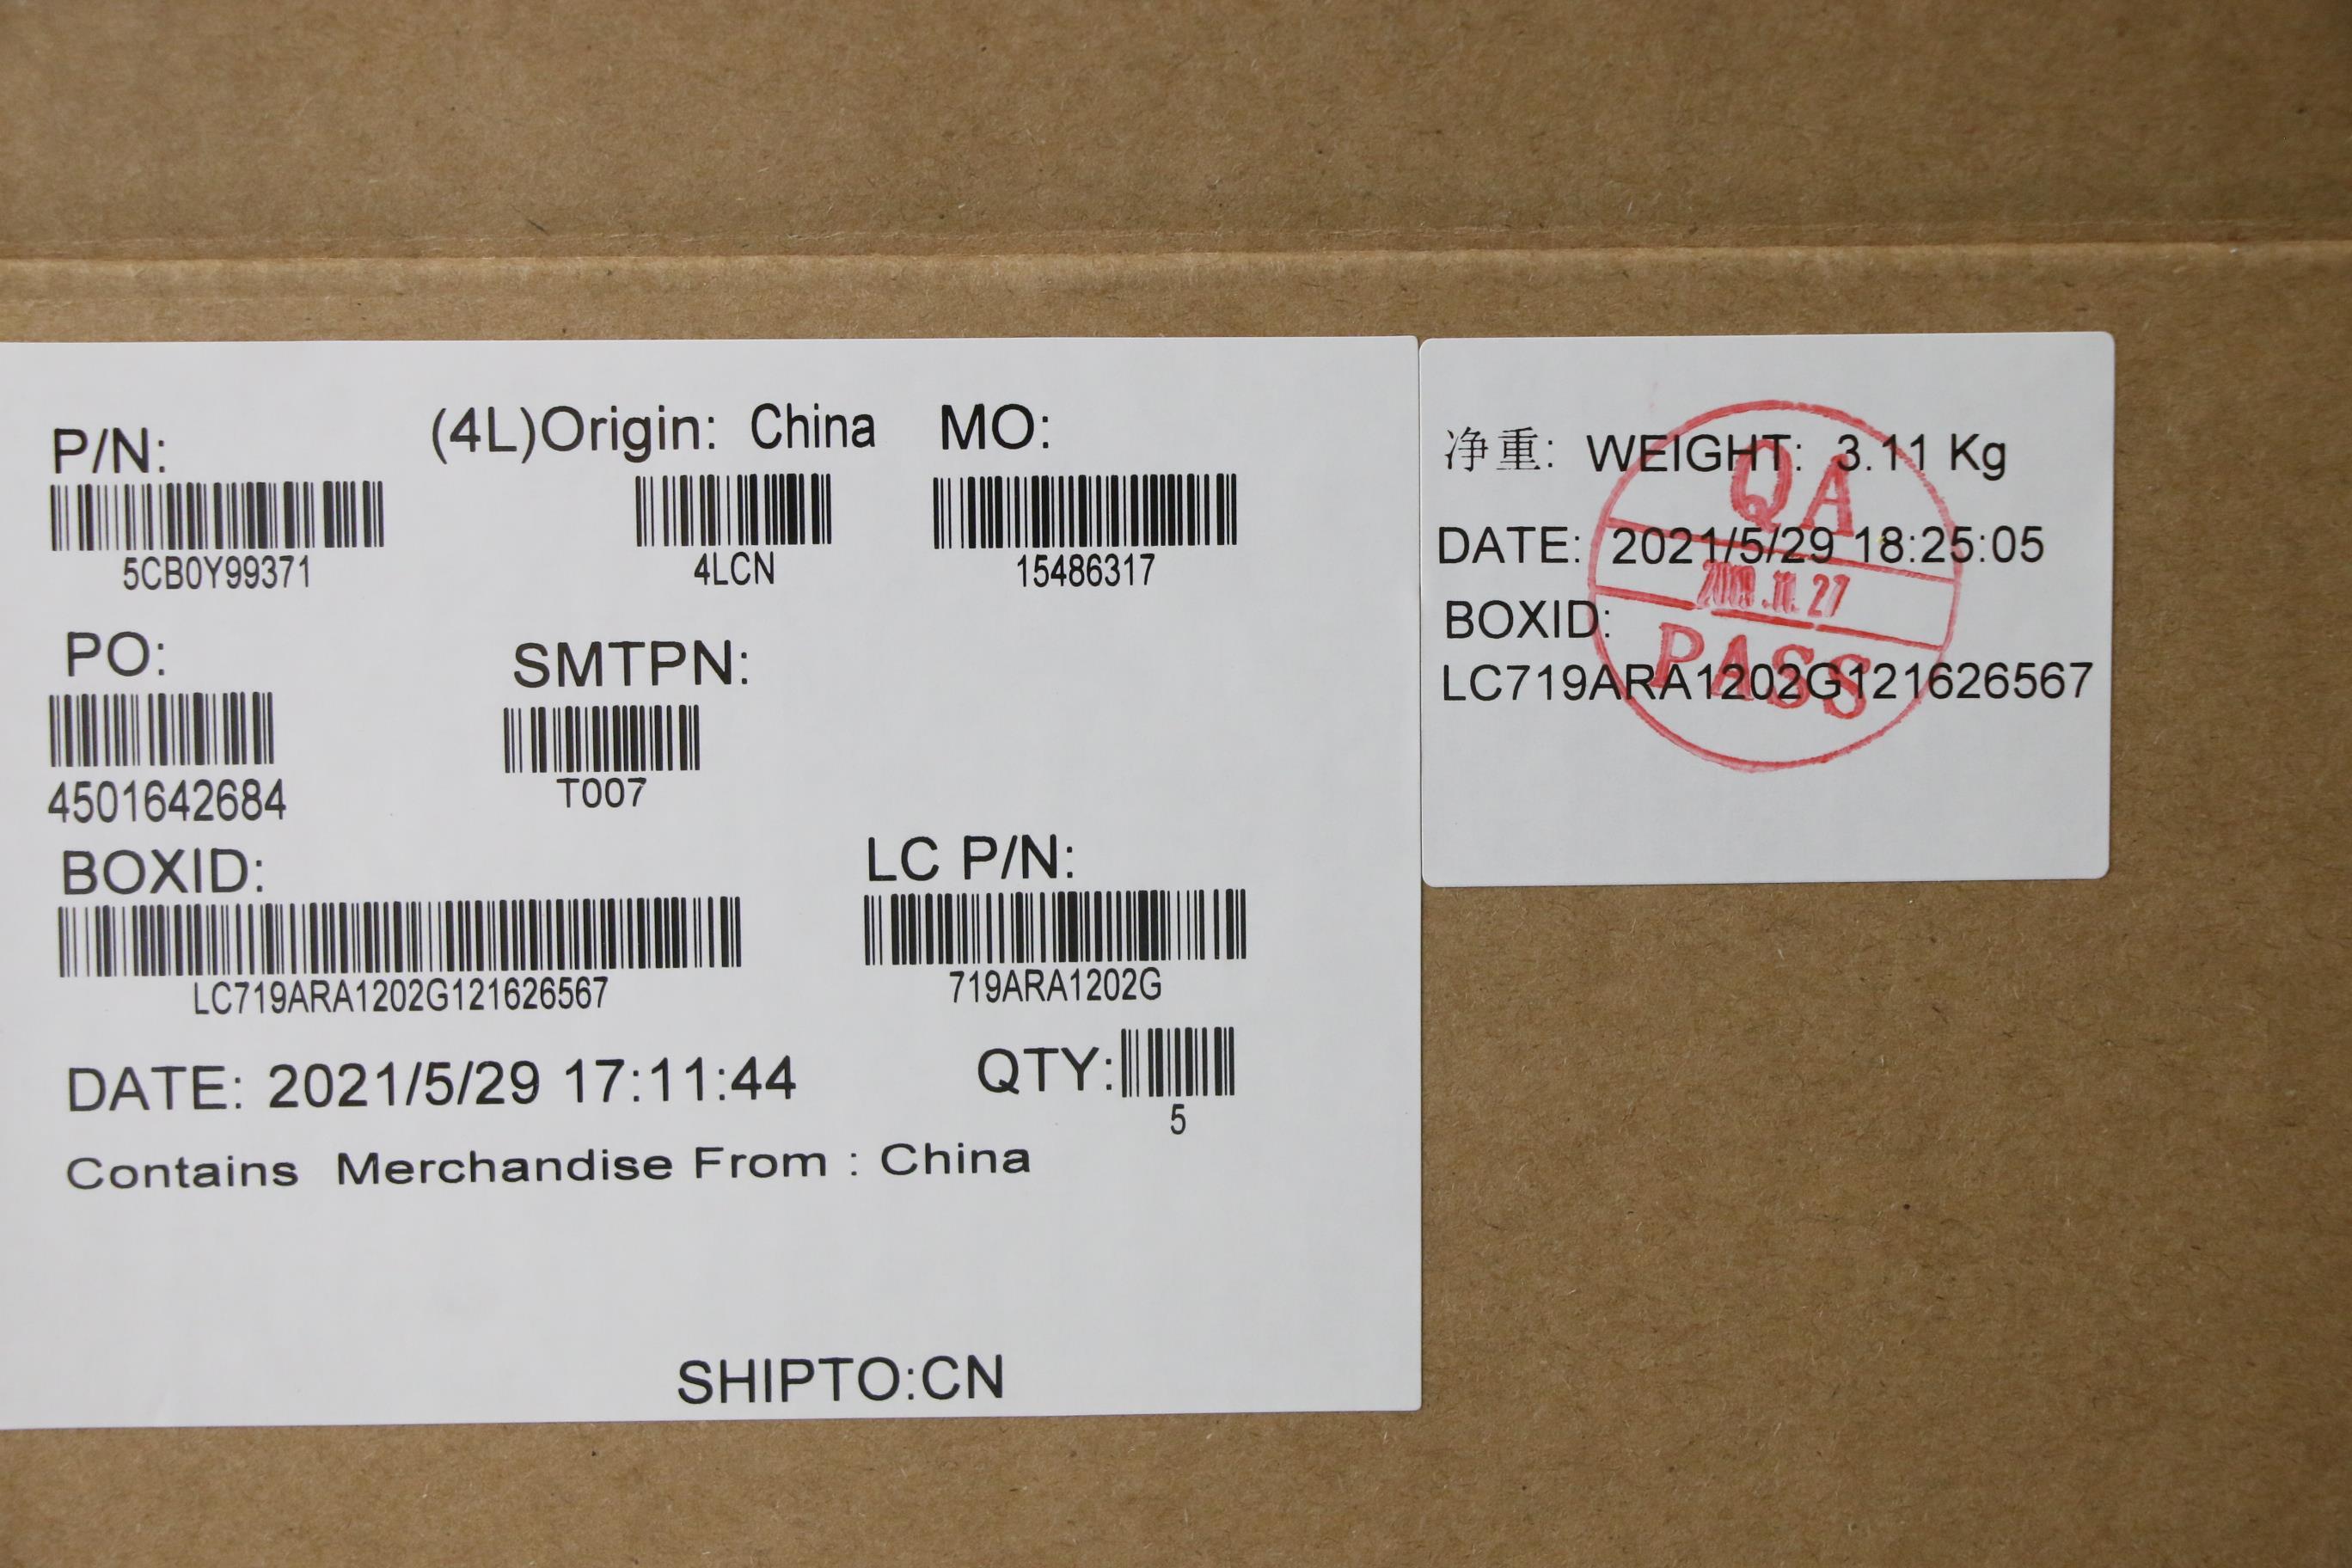 P/N:
(4L)Origin: China
MO:
5CB0Y99371
4LCN
15486317
PO:
SMTPN:
4501642684
T007
BOXID:
LC P/N:
LC719ARA1202G121626567
719ARA1202G
DATE: 2021/5/29 17:11:44
QTY:
5
Contains Merchandise From : China
SHIPTO:CN
净重: WEIGHT: 3.11 Kg
DATE: 2021/5/29 18:25:05
BOXID:
LC719ARA1202G121626567
QA
PASS